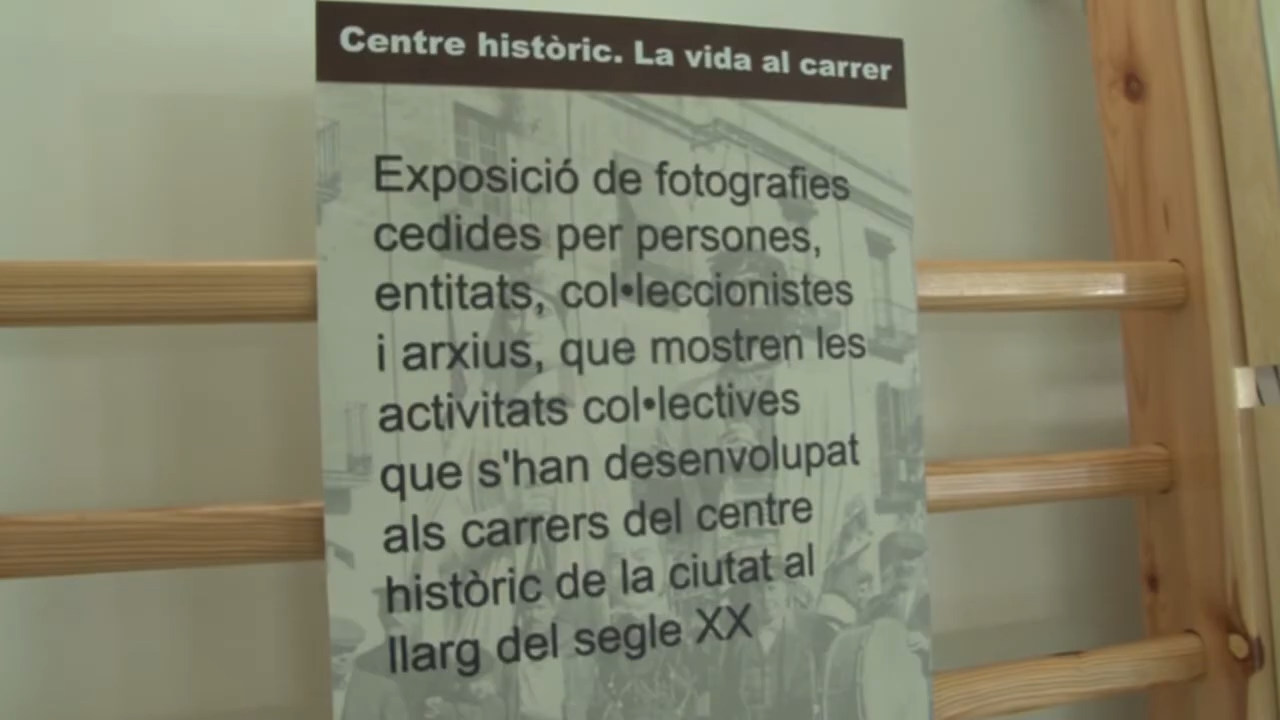 Centre històric. La vida al carrer
Exposició de fotografies
cedides per persones,
entitats, col•leccionistes
i arxius, que mostren les
activitats col•lectives
que s'han desenvolupat
als carrers del centre
històric de la ciutat al
llarg del segle XX